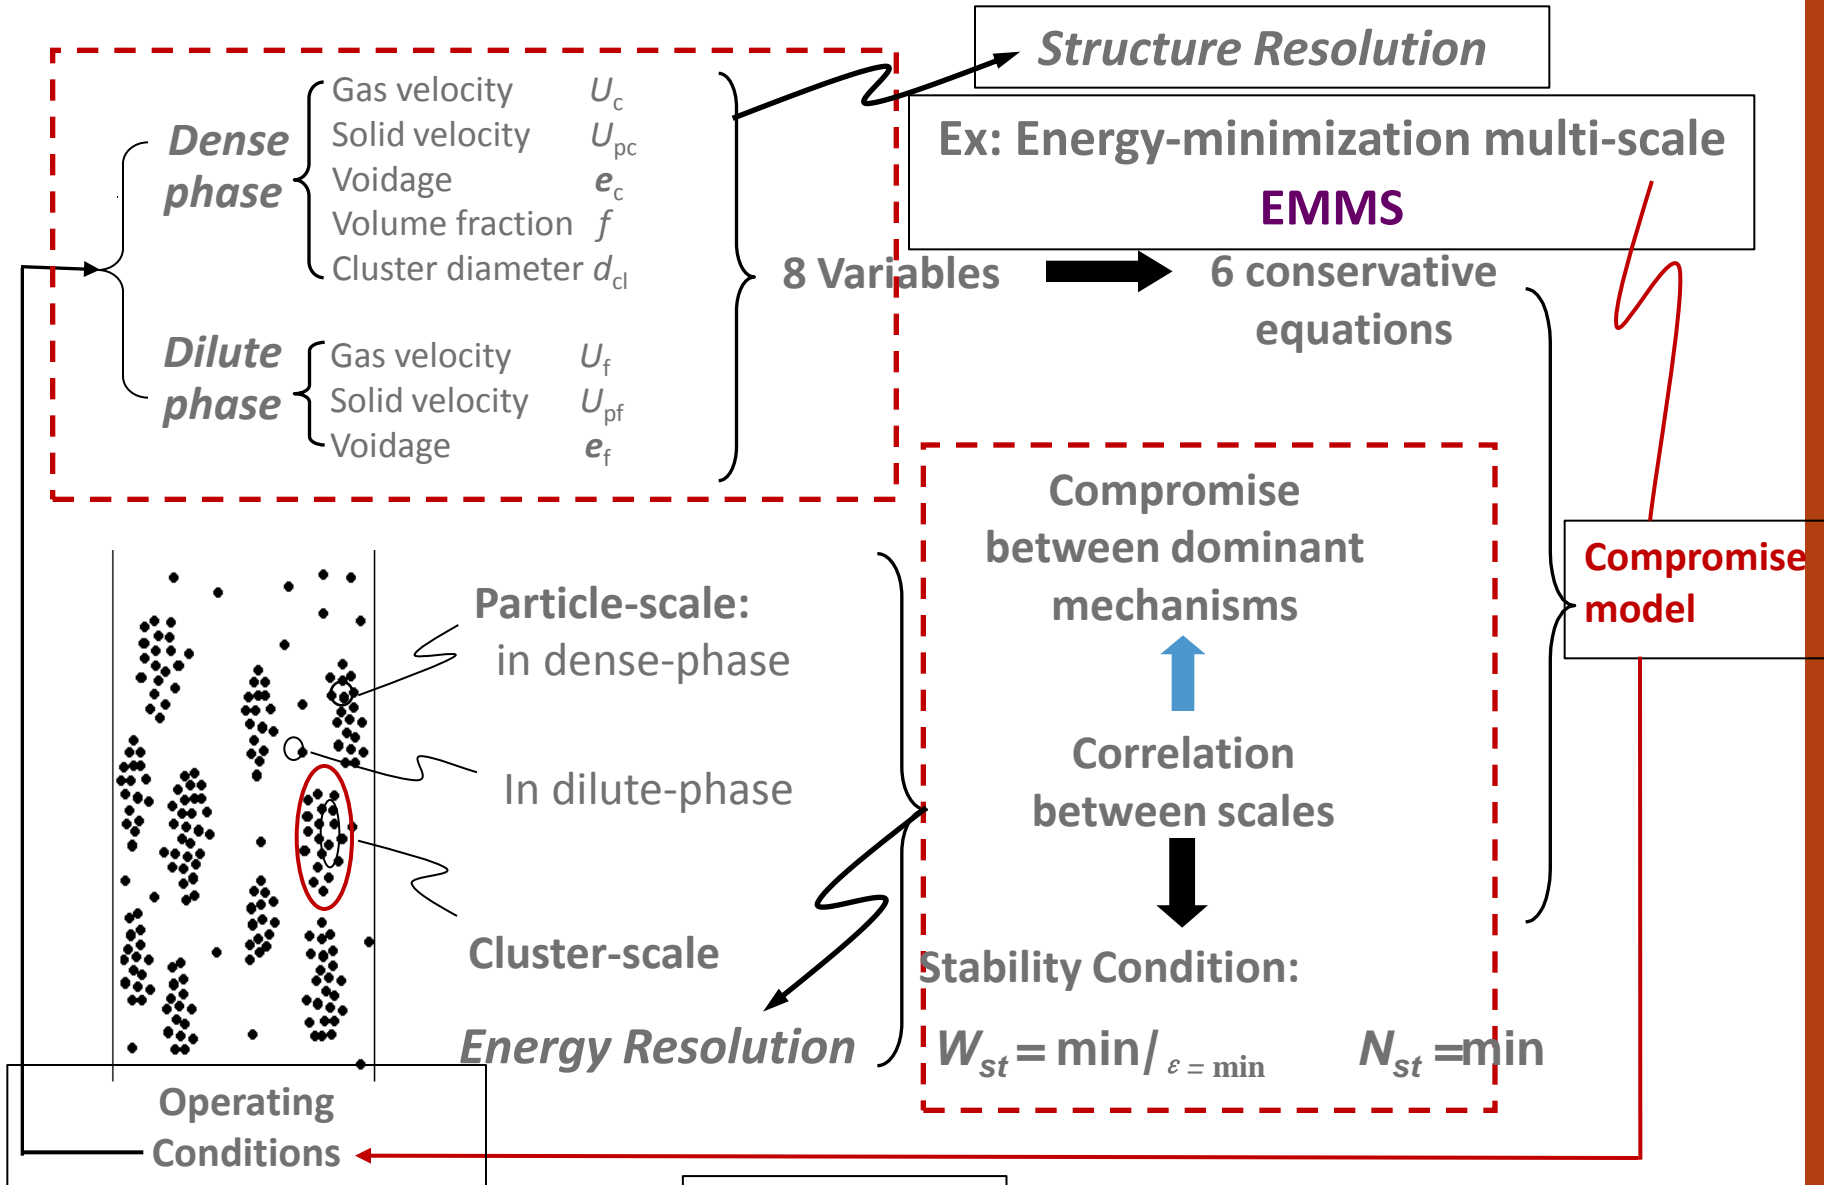 Structure Resolution
Ex: Energy-minimization multi-scale
EMMS
Dense
phase
Gas velocity U_c
Solid velocity U_pc
Voidage e_c
Volume fraction f
Cluster diameter d_cl
Dilute
phase
Gas velocity U_f
Solid velocity U_pf
Voidage e_f
8 Variables
6 conservative
equations
Compromise
between dominant
mechanisms
Correlation
between scales
Stability Condition:
W_st = min/ ε = min N_st =min
Compromise
model
Particle-scale:
in dense-phase
In dilute-phase
Cluster-scale
Energy Resolution
Operating
Conditions